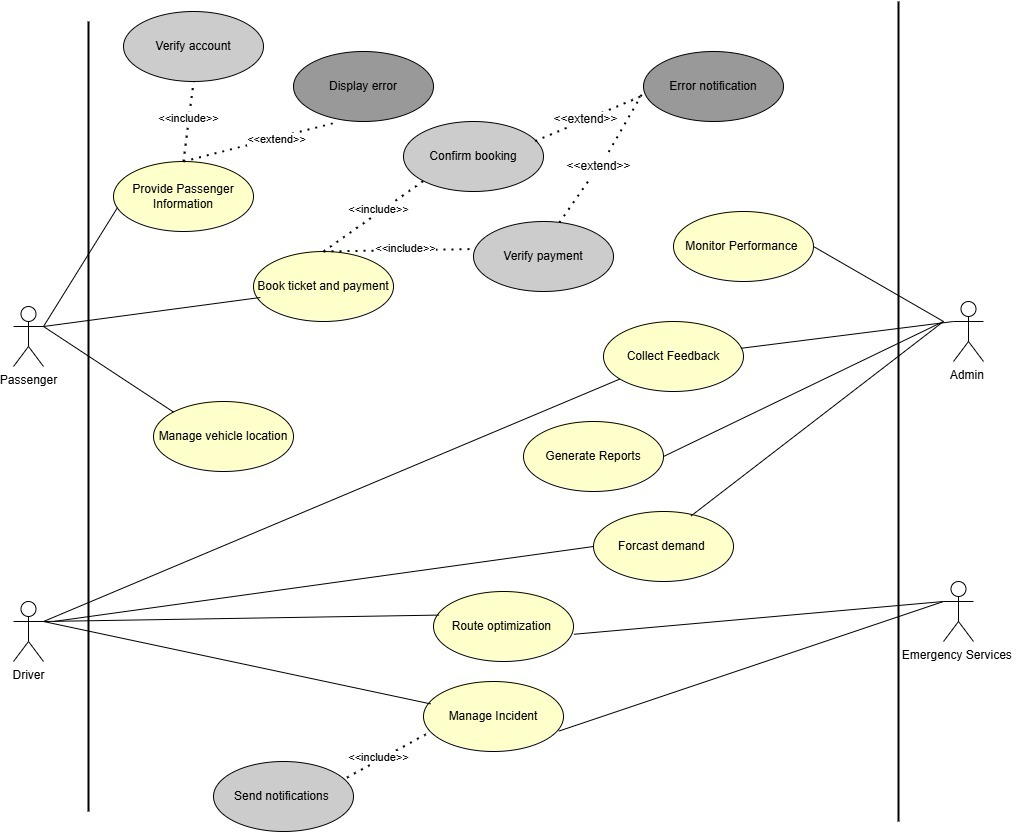 Verify account
Display error
Error notification
<<include>>
<<extend>>
<<extend>>
Confirm booking
<<extend>>
Provide Passenger
Information
<<include>>
<<include>>
Verify payment
Monitor Performance
Book ticket and payment
Passenger
Collect Feedback
Admin
Manage vehicle location
Generate Reports
Forcast demand
Route optimization
Emergency Services
Driver
Manage Incident
<<include>>
Send notifications